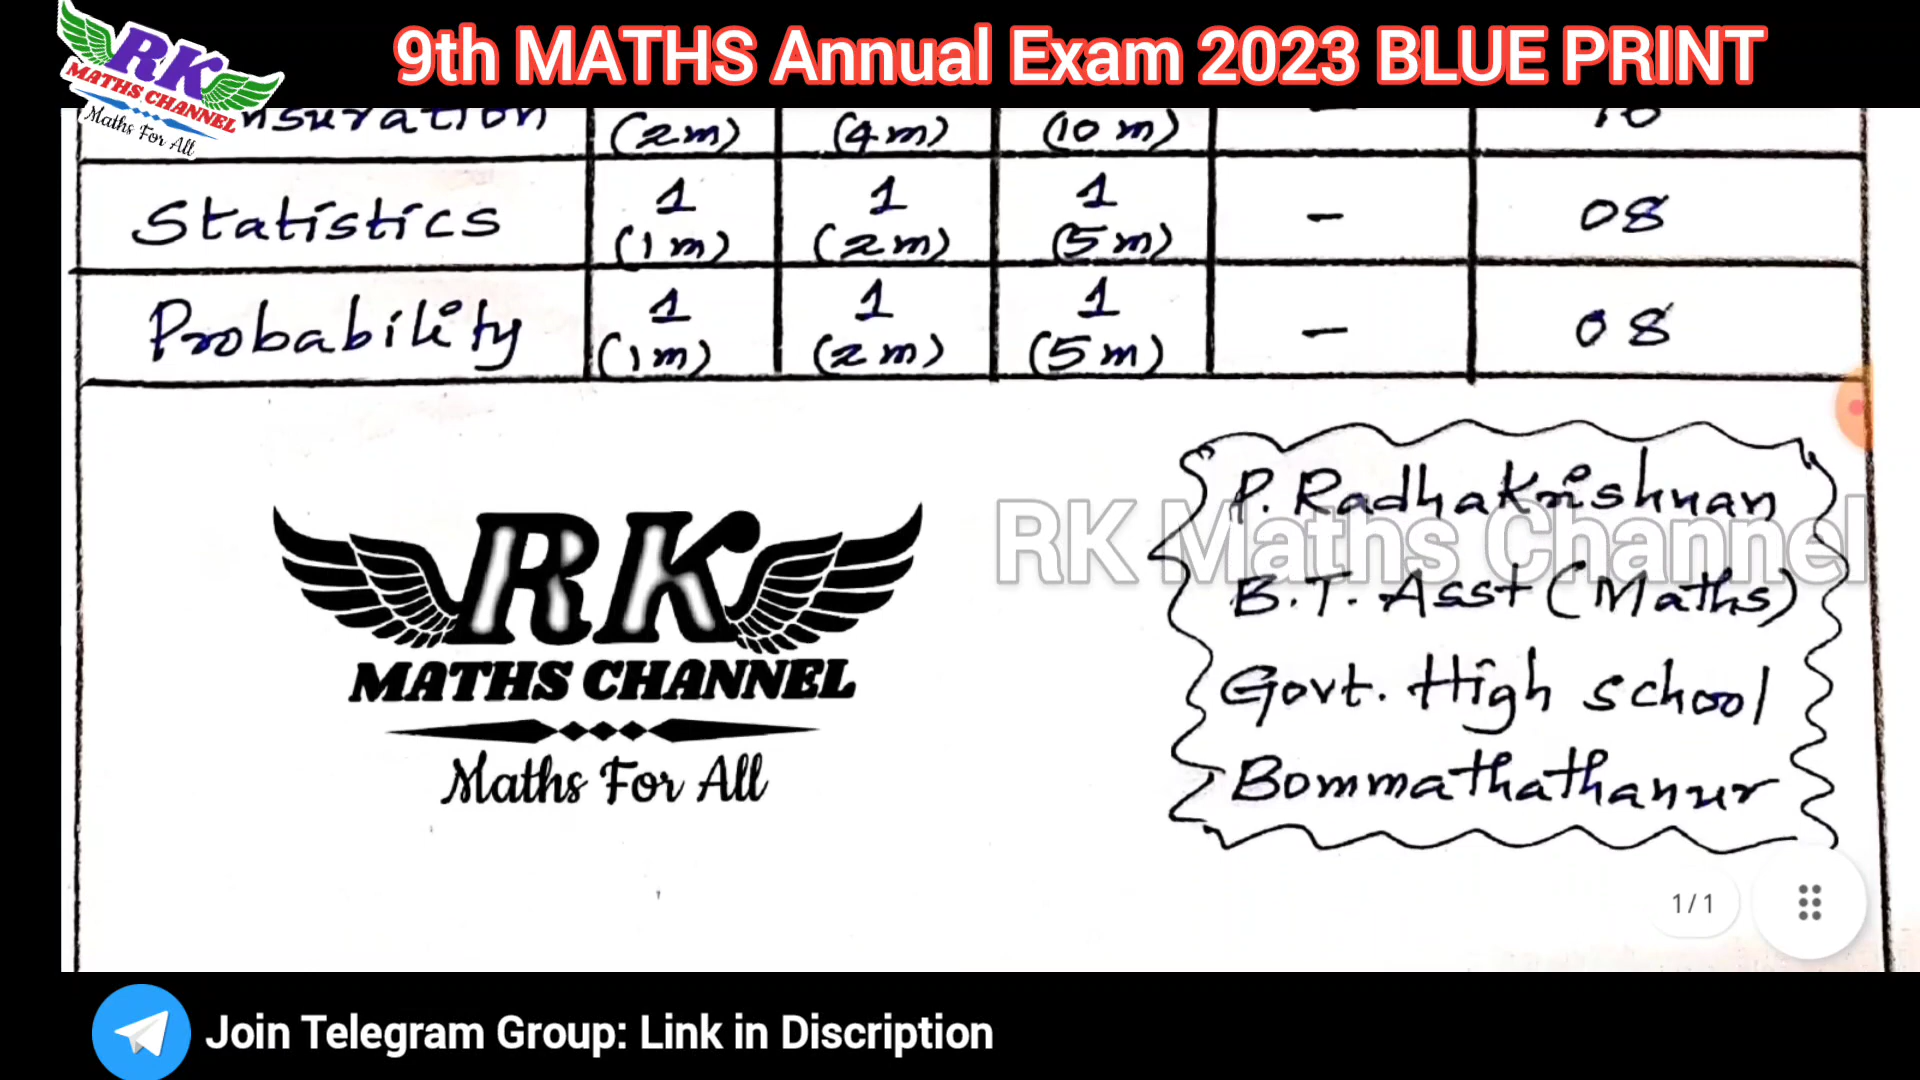 RK
MATHS CHANNEL
Maths For All
9th MATHS Annual Exam 2023 BLUE PRINT
(2m) (4m) (10 m) -
Statistics 1 (1 m) 1 (2m) 1 (5m) - 08
Probability 1 (1m) 1 (2m) 1 (5m) - 08
RK
MATHS CHANNEL
Maths For All
RK Maths Channel
P. Radhakrishnan
B.T. Asst (Maths)
Govt. High school
Bommathathanur
1/1
Join Telegram Group: Link in Discription